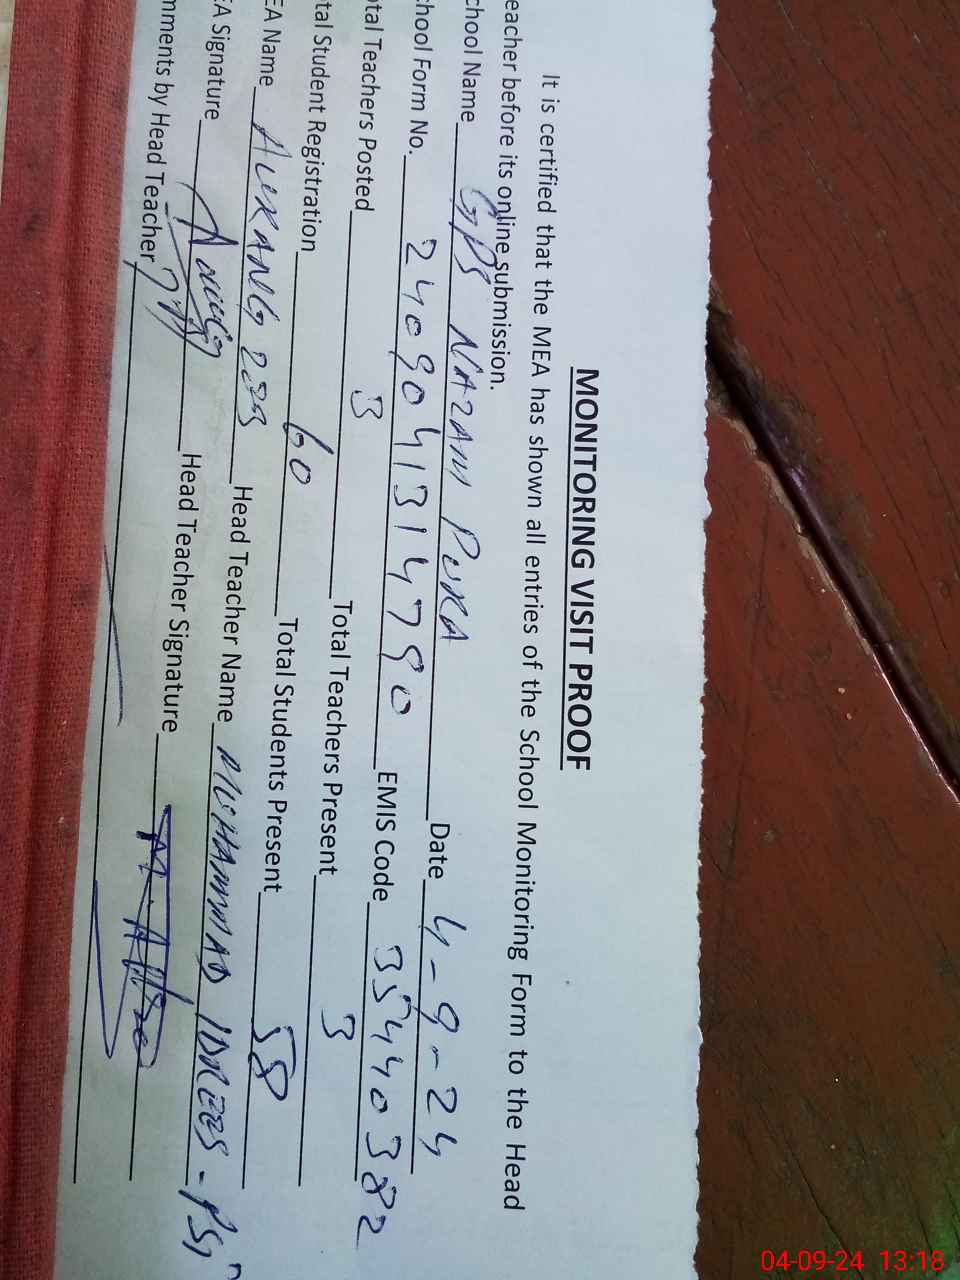 MONITORING VISIT PROOF
It is certified that the MEA has shown all entries of the School Monitoring Form to the Head
eacher before its online submission.
chool Name GPS NAZAM PURA Date 4-9-24
chool Form No. 2409041314790 EMIS Code 35440382
otal Teachers Posted 3 Total Teachers Present 3
tal Student Registration 60 Total Students Present 58
EA Name AURANG Head Teacher Name MUHAMMAD IDREES - PST
EA Signature Head Teacher Signature
mments by Head Teacher
04-09-24 13:18